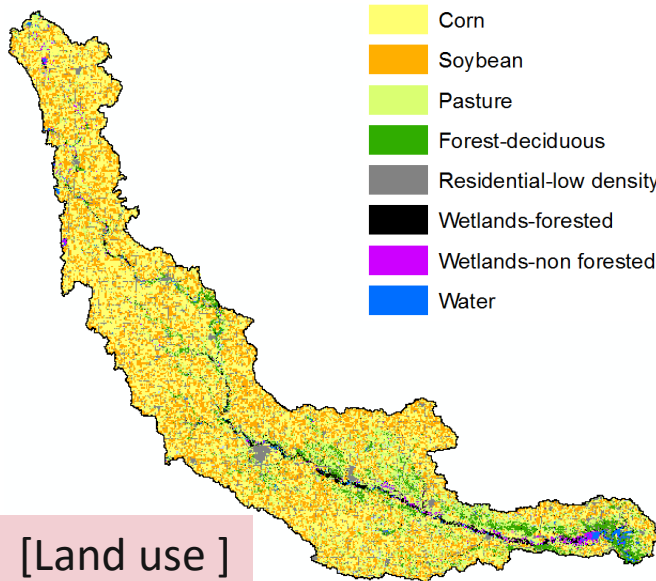 Corn
Soybean
Pasture
Forest-deciduous
Residential-low density
Wetlands-forested
Wetlands-non forested
Water
[Land use ]